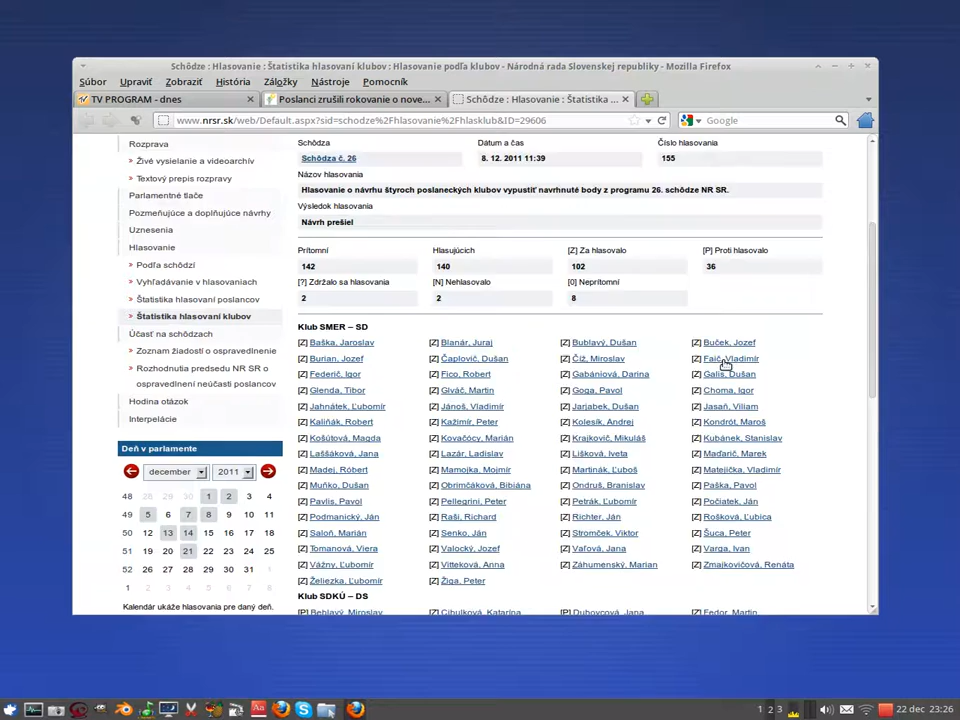 Schôdze : Hlasovanie : Štatistika hlasovaní klubov : Hlasovanie podľa klubov - Národná rada Slovenskej republiky - Mozilla Firefox
Súbor Upraviť Zobraziť História Záložky Nástroje Pomocník
TV PROGRAM - dnes
Poslanci zrušili rokovanie o nove...
Schôdze : Hlasovanie : Štatistika ...
www.nrsr.sk/web/Default.aspx?sid=schodze%2Fhlasovanie%2Fhlasklub&ID=29606
Google
Rozprava
Živé vysielanie a videoarchív
Textový prepis rozpravy
Parlamentné tlače
Pozmeňujúce a doplňujúce návrhy
Uznesenia
Hlasovanie
Podľa schôdzí
Vyhľadávanie v hlasovaniach
Štatistika hlasovaní poslancov
Štatistika hlasovaní klubov
Účasť na schôdzach
Zoznam žiadostí o ospravedlnenie
Rozhodnutia predsedu NR SR o
ospravedlnení neúčasti poslancov
Hodina otázok
Interpelácie
Deň v parlamente
december 2011
48 28 29 30 1 2 3 4
49 5 6 7 8 9 10 11
50 12 13 14 15 16 17 18
51 19 20 21 22 23 24 25
52 26 27 28 29 30 31 1
1 2 3 4 5 6 7 8
Kalendár ukáže hlasovania pre daný deň.
Schôdza Dátum a čas Číslo hlasovania
Schôdza č. 26 8. 12. 2011 11:39 155
Názov hlasovania
Hlasovanie o návrhu štyroch poslaneckých klubov vypustiť navrhnuté body z programu 26. schôdze NR SR.
Výsledok hlasovania
Návrh prešiel
Prítomní Hlasujúcich [Z] Za hlasovalo [P] Proti hlasovalo
142 140 102 36
[?] Zdržalo sa hlasovania [N] Nehlasovalo [0] Neprítomní
2 2 8
Klub SMER – SD
[Z] Baška, Jaroslav [Z] Blanár, Juraj [Z] Bublavý, Dušan [Z] Buček, Jozef
[Z] Burian, Jozef [Z] Čaplovič, Dušan [Z] Číž, Miroslav [Z] Faič, Vladimír
[Z] Federič, Igor [Z] Fico, Robert [Z] Gabániová, Darina [Z] Galis, Dušan
[Z] Glenda, Tibor [Z] Glváč, Martin [Z] Goga, Pavol [Z] Choma, Igor
[Z] Jahnátek, Ľubomír [Z] Jánoš, Vladimír [Z] Jarjabek, Dušan [Z] Jasaň, Viliam
[Z] Kaliňák, Robert [Z] Kažimír, Peter [Z] Kolesík, Andrej [Z] Kondrót, Maroš
[Z] Košútová, Magda [Z] Kovačócy, Marián [Z] Krajkovič, Mikuláš [Z] Kubánek, Stanislav
[Z] Laššáková, Jana [Z] Lazár, Ladislav [Z] Lišková, Iveta [Z] Maďarič, Marek
[Z] Madej, Róbert [Z] Mamojka, Mojmír [Z] Martinák, Ľuboš [Z] Matejička, Vladimír
[Z] Muňko, Dušan [Z] Obrimčáková, Bibiána [Z] Ondruš, Branislav [Z] Paška, Pavol
[Z] Pavlis, Pavol [Z] Pellegrini, Peter [Z] Petrák, Ľubomír [Z] Počiatek, Ján
[Z] Podmanický, Ján [Z] Raši, Richard [Z] Richter, Ján [Z] Rošková, Ľubica
[Z] Saloň, Marián [Z] Senko, Ján [Z] Stromček, Viktor [Z] Šuca, Peter
[Z] Tomanová, Viera [Z] Valocký, Jozef [Z] Vaľová, Jana [Z] Varga, Ivan
[Z] Vážny, Ľubomír [Z] Vitteková, Anna [Z] Záhumenský, Marian [Z] Zmajkovičová, Renáta
[Z] Želiezka, Ľubomír [Z] Žiga, Peter
Klub SDKÚ – DS
[P] Beblavý, Miroslav [Z] Cibulková, Katarína [P] Dubovcová, Jana [Z] Fedor, Martin
1 2 3
22 dec 23:26